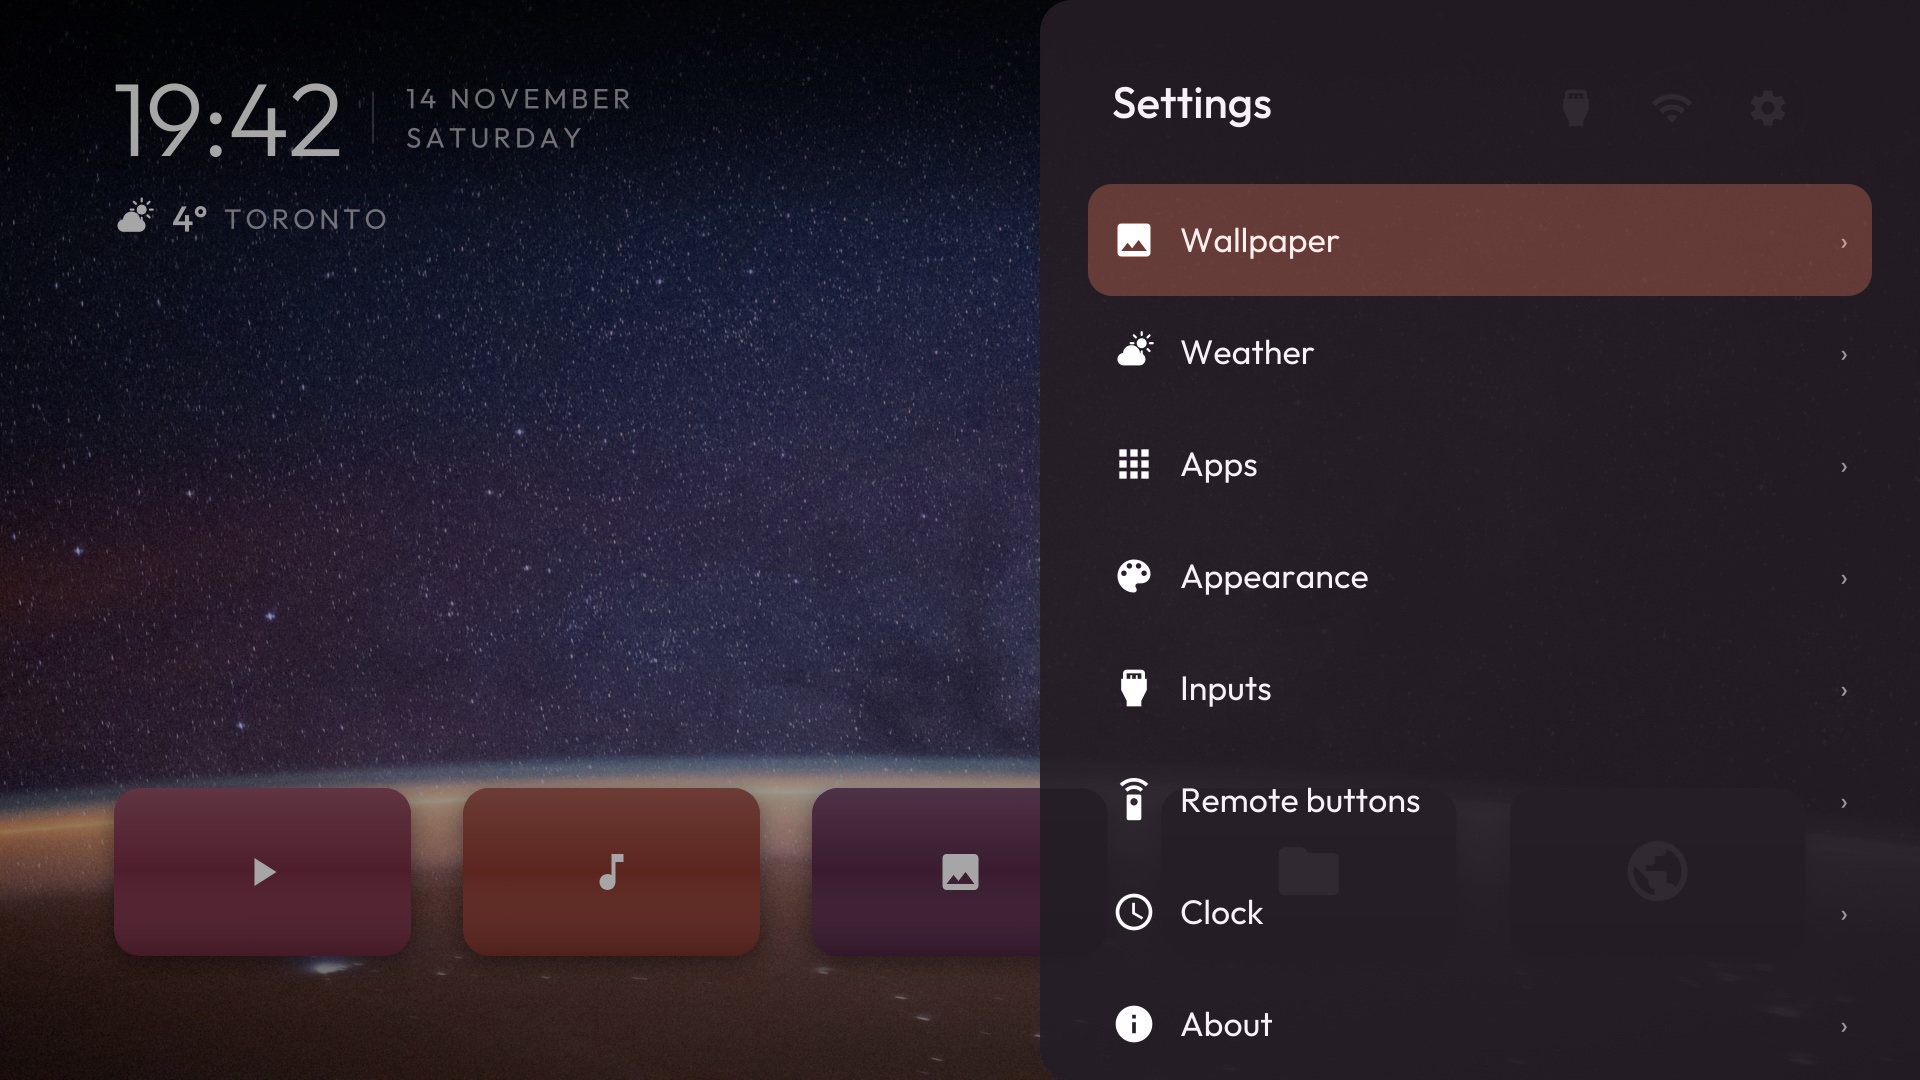 19:42
14 NOVEMBER
SATURDAY
4° TORONTO
Settings
Wallpaper
Weather
Apps
Appearance
Inputs
Remote buttons
Clock
About